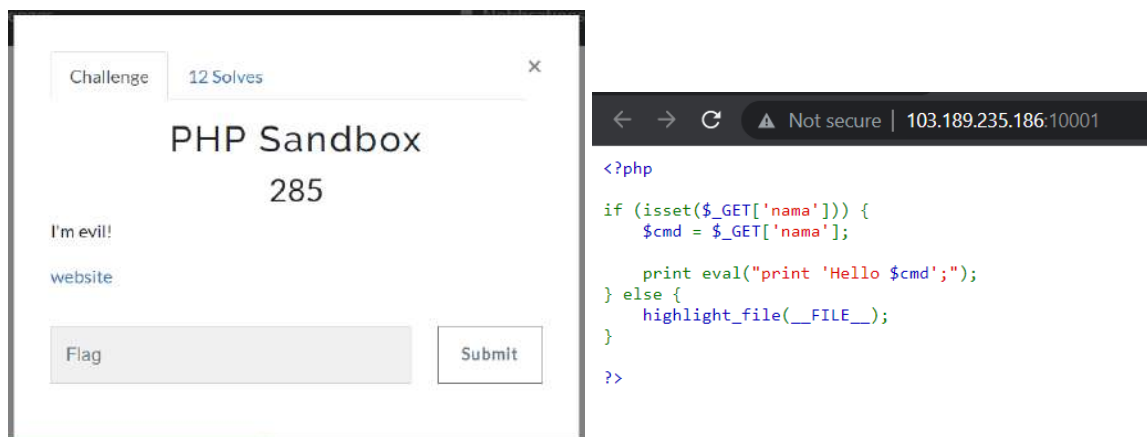 Challenge
12 Solves
×
PHP Sandbox
285
I'm evil!
website
Flag
Submit
Not secure | 103.189.235.186:10001
<?php
if (isset($_GET['nama'])) {
$cmd = $_GET['nama'];
print eval("print 'Hello $cmd';");
} else {
highlight_file(__FILE__);
}
?>